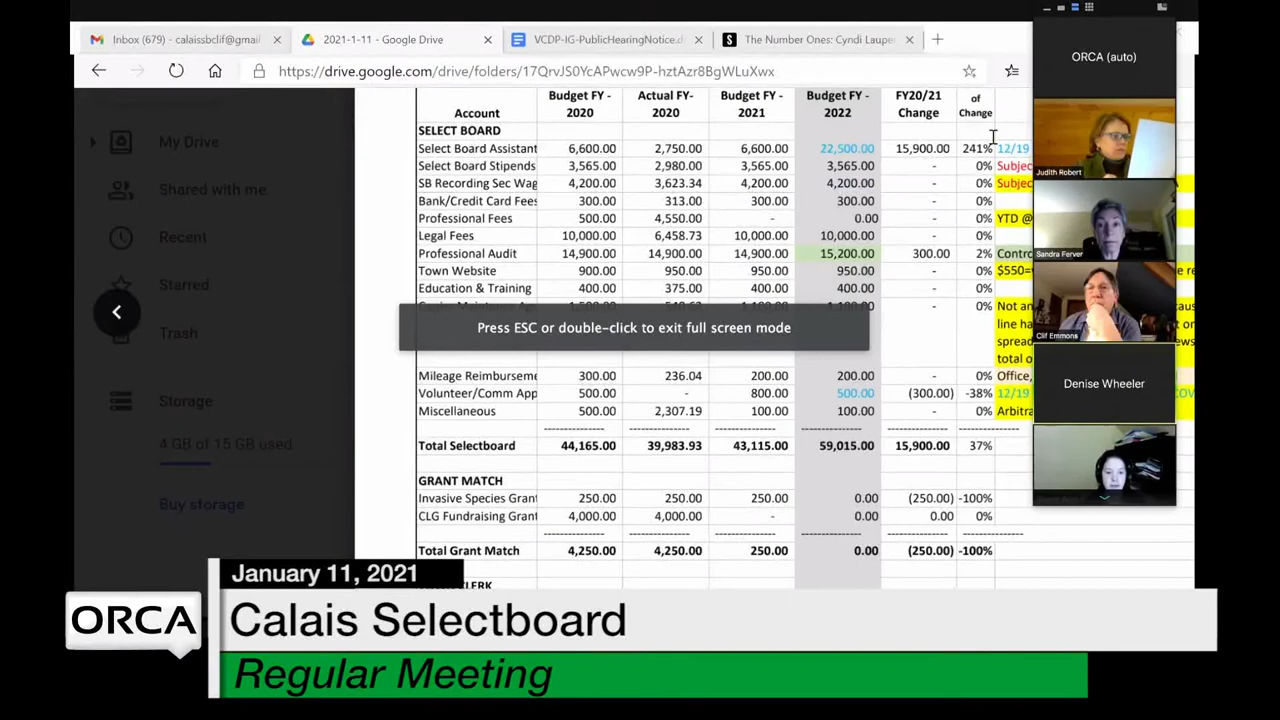 Inbox (679) - calaissbclif@gmail
2021-1-11 - Google Drive
VCDP-IG-PublicHearingNotice.d
The Number Ones: Cyndi Lauper
https://drive.google.com/drive/folders/17QrvJS0YcAPwcw9P-hztAzr8BgWLuXwx
My Drive
Shared with me
Recent
Starred
Trash
Storage
4 GB of 15 GB used
Buy storage
Account Budget FY - 2020 Actual FY- 2020 Budget FY - 2021 Budget FY - 2022 FY20/21 Change of Change
SELECT BOARD
Select Board Assistan 6,600.00 2,750.00 6,600.00 22,500.00 15,900.00 241% 12/19
Select Board Stipends 3,565.00 2,980.00 3,565.00 3,565.00 - 0% Subjec
SB Recording Sec Wag 4,200.00 3,623.34 4,200.00 4,200.00 - 0% Subjec
Bank/Credit Card Fees 300.00 313.00 300.00 300.00 - 0%
Professional Fees 500.00 4,550.00 - 0.00 - 0% YTD @
Legal Fees 10,000.00 6,458.73 10,000.00 10,000.00 - 0%
Professional Audit 14,900.00 14,900.00 14,900.00 15,200.00 300.00 2% Contro
Town Website 900.00 950.00 950.00 950.00 - 0% $550=
Education & Training 400.00 375.00 400.00 400.00 - 0%
- 0% Not an
line ha
spread
total o
Press ESC or double-click to exit full screen mode
Mileage Reimburseme 300.00 236.04 200.00 200.00 - 0% Office,
Volunteer/Comm App 500.00 - 800.00 500.00 (300.00) -38% 12/19
Miscellaneous 500.00 2,307.19 100.00 100.00 - 0% Arbitra
Total Selectboard 44,165.00 39,983.93 43,115.00 59,015.00 15,900.00 37%
GRANT MATCH
Invasive Species Grant 250.00 250.00 250.00 0.00 (250.00) -100%
CLG Fundraising Grant 4,000.00 4,000.00 - 0.00 0.00 0%
Total Grant Match 4,250.00 4,250.00 250.00 0.00 (250.00) -100%
ORCA (auto)
Judith Robert
Sandra Ferver
Clif Emmons
Denise Wheeler
January 11, 2021
ORCA
Calais Selectboard
Regular Meeting